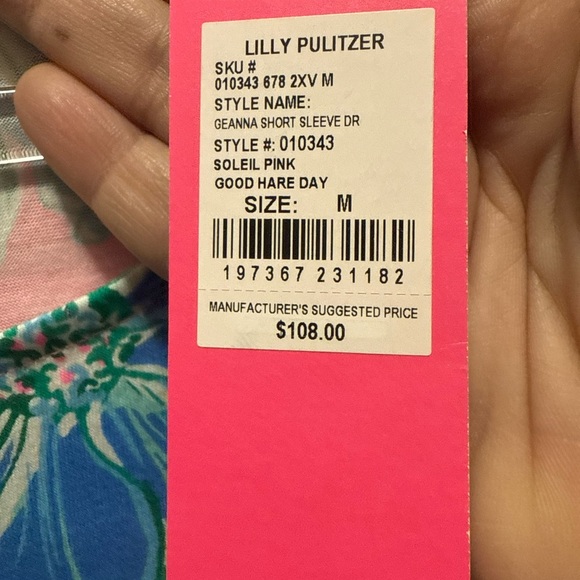 LILLY PULITZER
SKU #
010343 678 2XV M
STYLE NAME:
GEANNA SHORT SLEEVE DR
STYLE #: 010343
SOLEIL PINK
GOOD HARE DAY
SIZE: M
197367 231182
MANUFACTURER'S SUGGESTED PRICE
$108.00